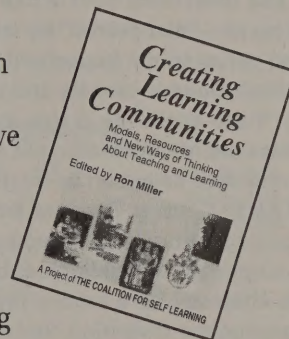 n
ve
g
Creating
Learning
Communities
Models, Resources
and New Ways of Thinking
About Teaching and Learning
Edited by Ron Miller
A Project of THE COALITION FOR SELF LEARNING